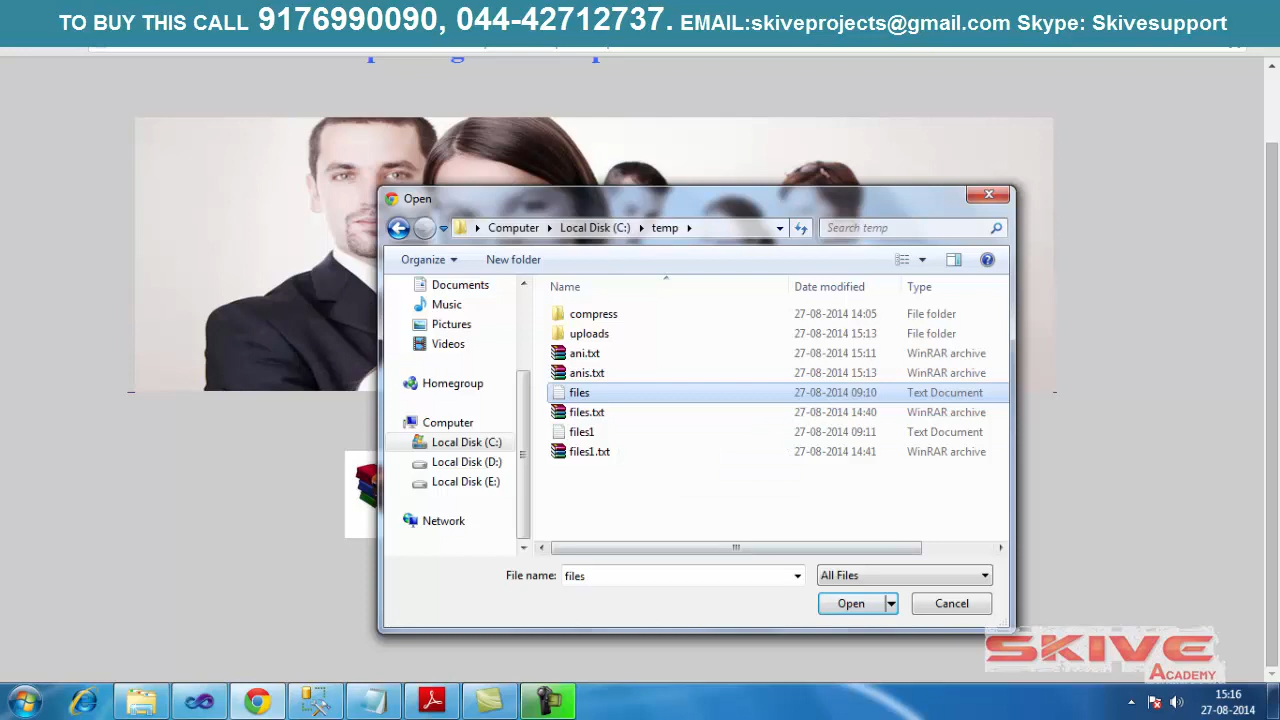 TO BUY THIS CALL 9176990090, 044-42712737. EMAIL:skiveprojects@gmail.com Skype: Skivesupport
Open
Computer Local Disk (C:) temp
Search temp
Organize New folder
Name Date modified Type
Documents
Music
Pictures
Videos
Homegroup
Computer
Local Disk (C:)
Local Disk (D:)
Local Disk (E:)
Network
compress 27-08-2014 14:05 File folder
uploads 27-08-2014 15:13 File folder
ani.txt 27-08-2014 15:11 WinRAR archive
anis.txt 27-08-2014 15:13 WinRAR archive
files 27-08-2014 09:10 Text Document
files.txt 27-08-2014 14:40 WinRAR archive
files1 27-08-2014 09:11 Text Document
files1.txt 27-08-2014 14:41 WinRAR archive
File name: files All Files
Open Cancel
SKIVE
ACADEMY
15:16
27-08-2014